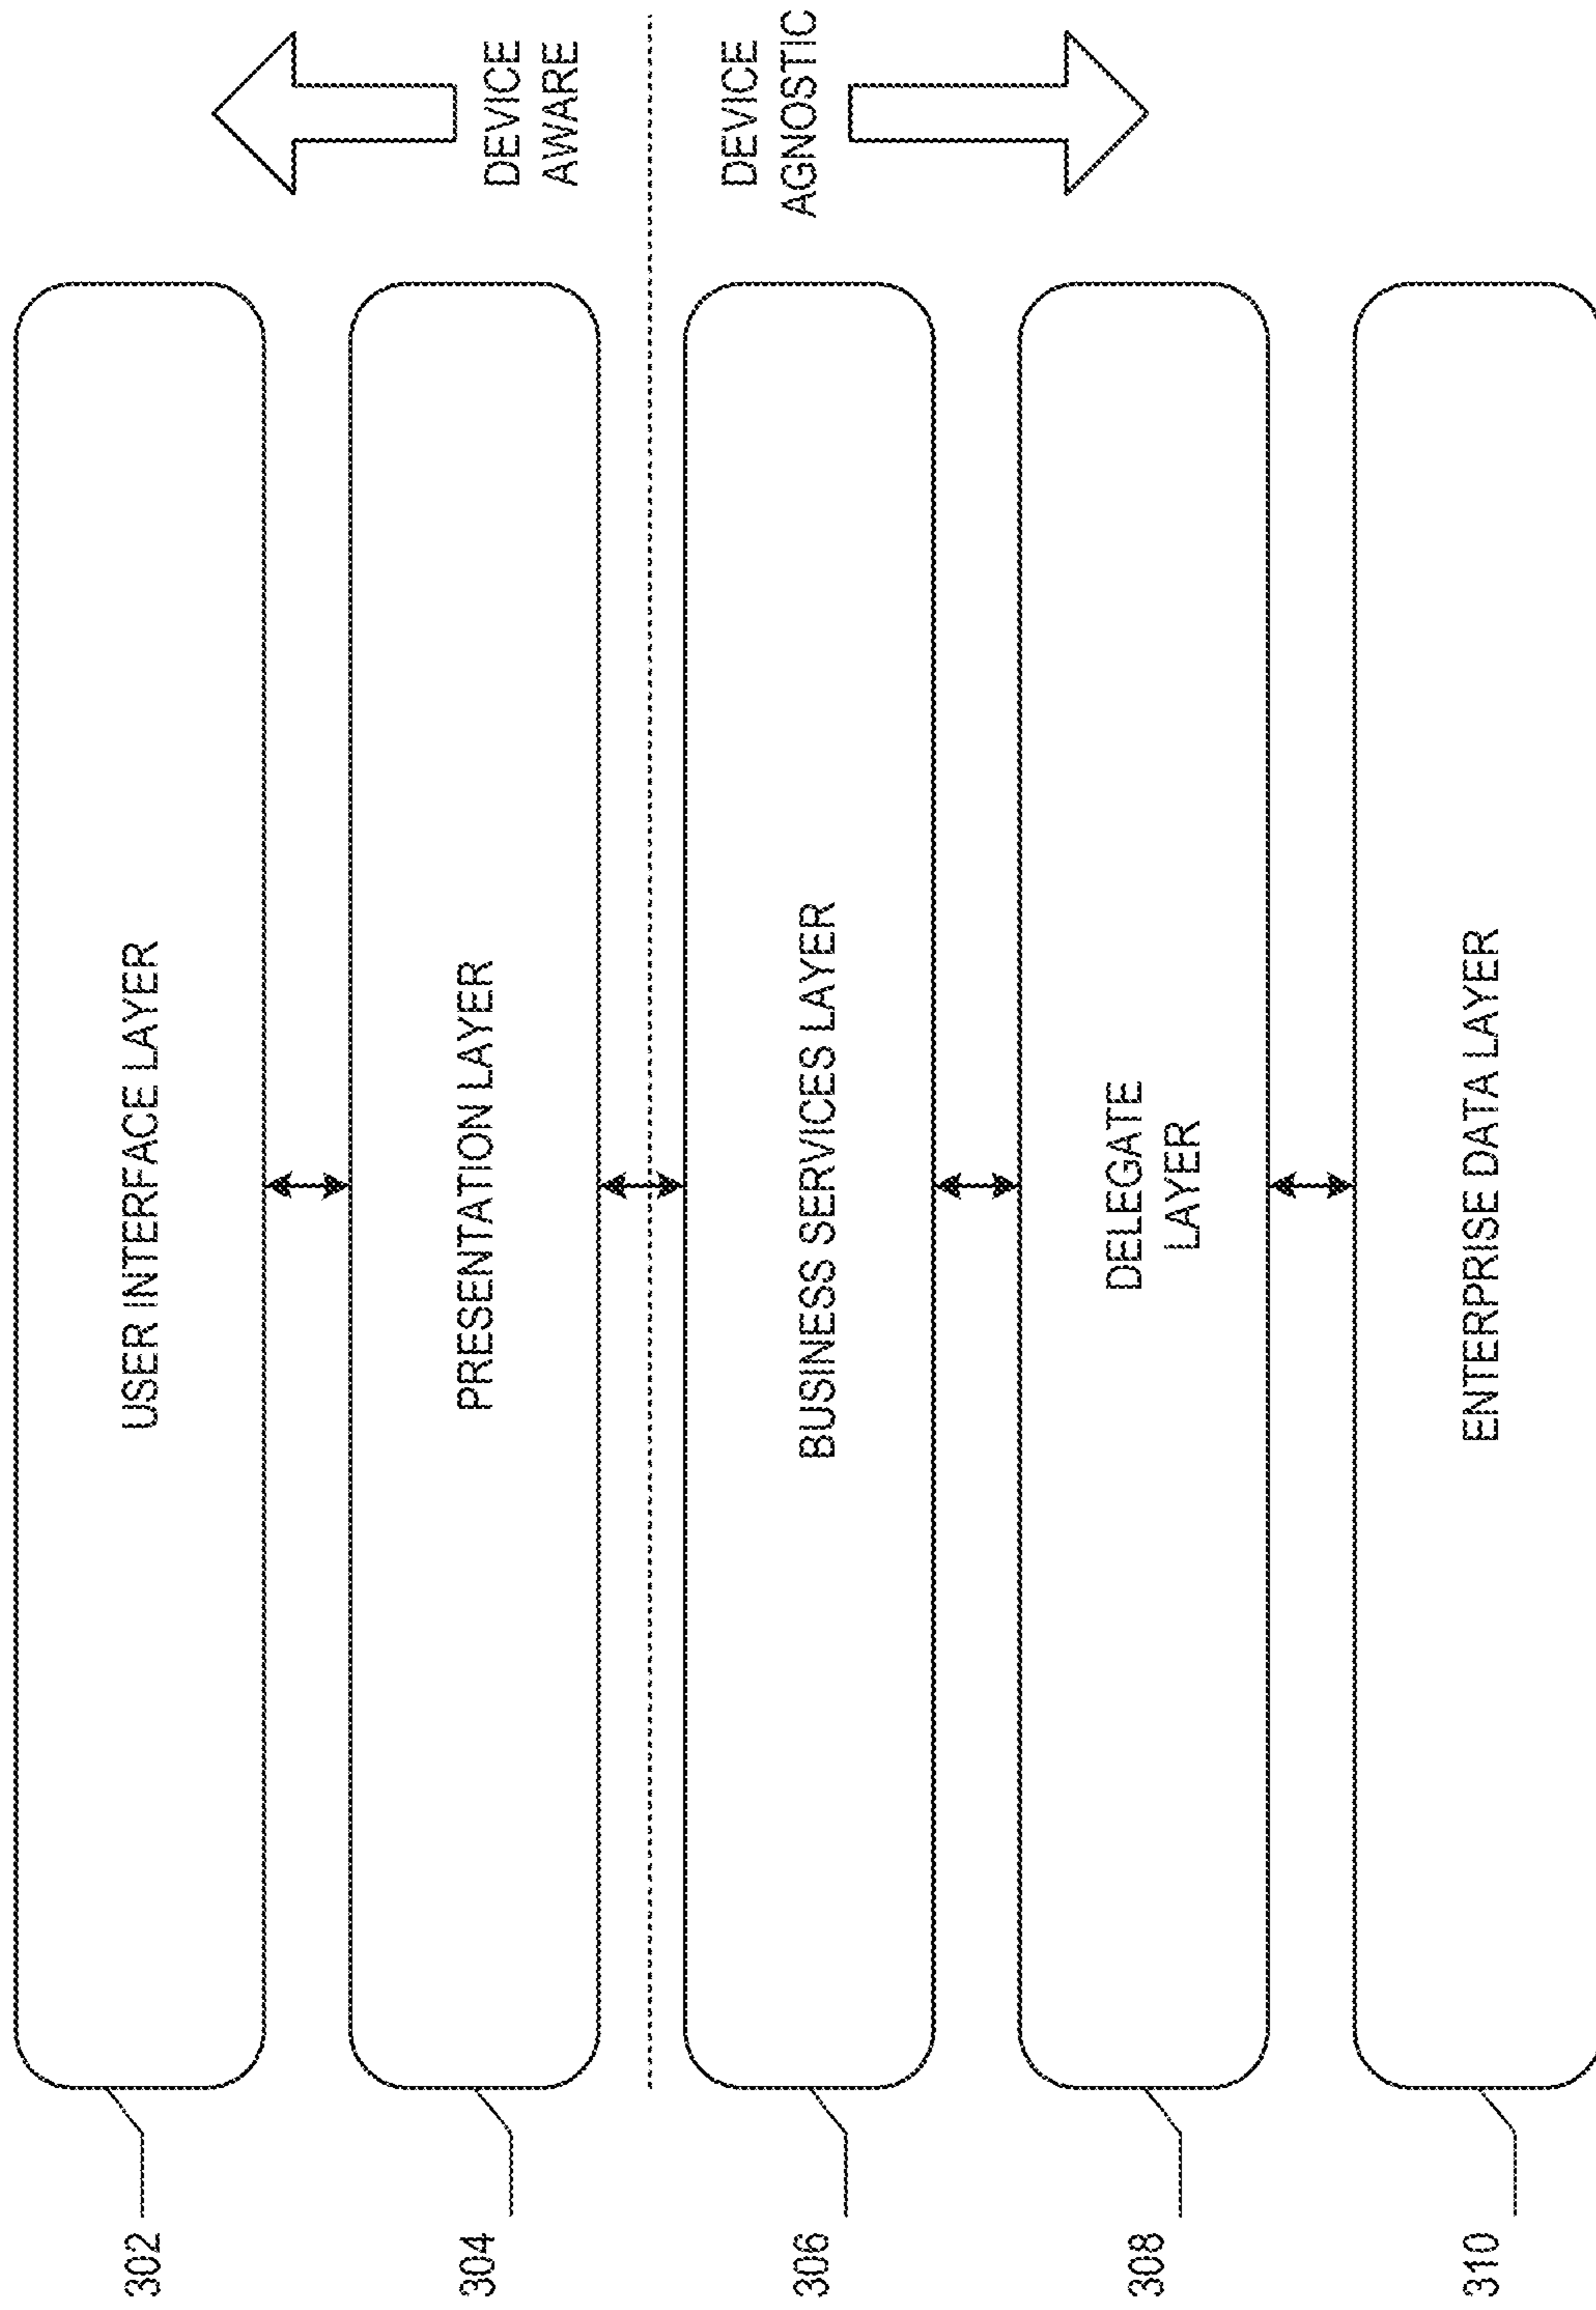 302
USER INTERFACE LAYER
304
PRESENTATION LAYER
DEVICE
AWARE
306
BUSINESS SERVICES LAYER
DEVICE
AGNOSTIC
308
DELEGATE
LAYER
310
ENTERPRISE DATA LAYER